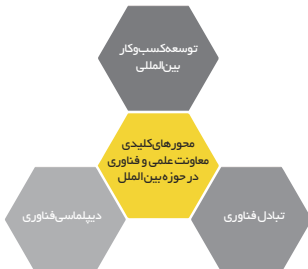 توسعه کسب‌وکار
بین‌المللی
محورهای کلیدی
معاونت علمی و فناوری
در حوزه بین‌الملل
تبادل فناوری
دیپلماسی فناوری